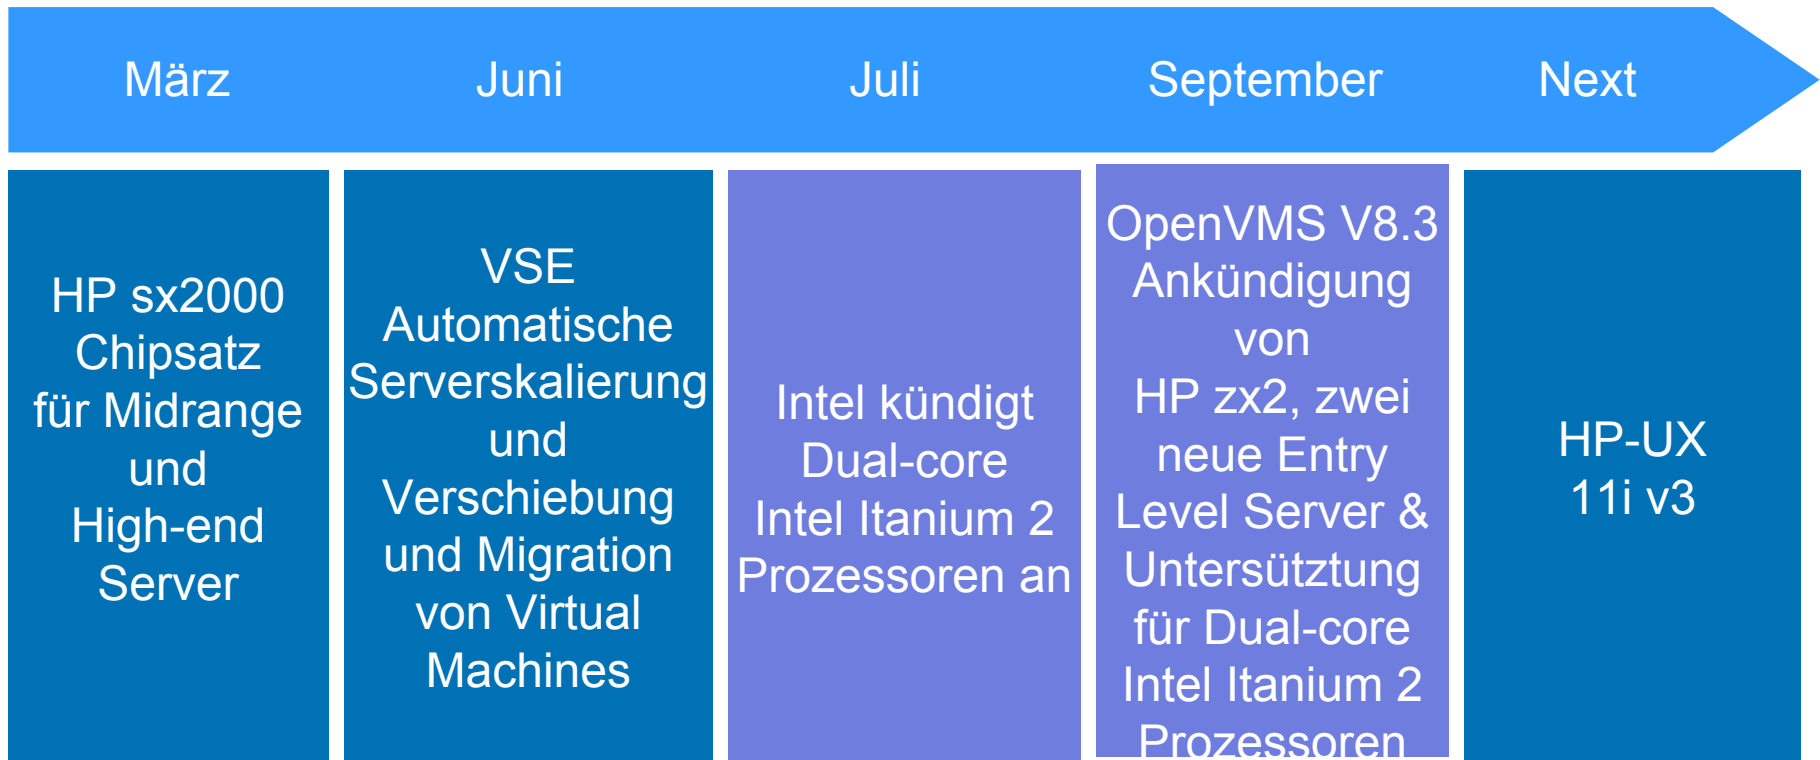 März Juni Juli September Next
HP sx2000
Chipsatz
für Midrange
und
High-end
Server
VSE
Automatische
Serverskalierung
und
Verschiebung
und Migration
von Virtual
Machines
Intel kündigt
Dual-core
Intel Itanium 2
Prozessoren an
OpenVMS V8.3
Ankündigung
von
HP zx2, zwei
neue Entry
Level Server &
Untersütztung
für Dual-core
Intel Itanium 2
Prozessoren
HP-UX
11i v3